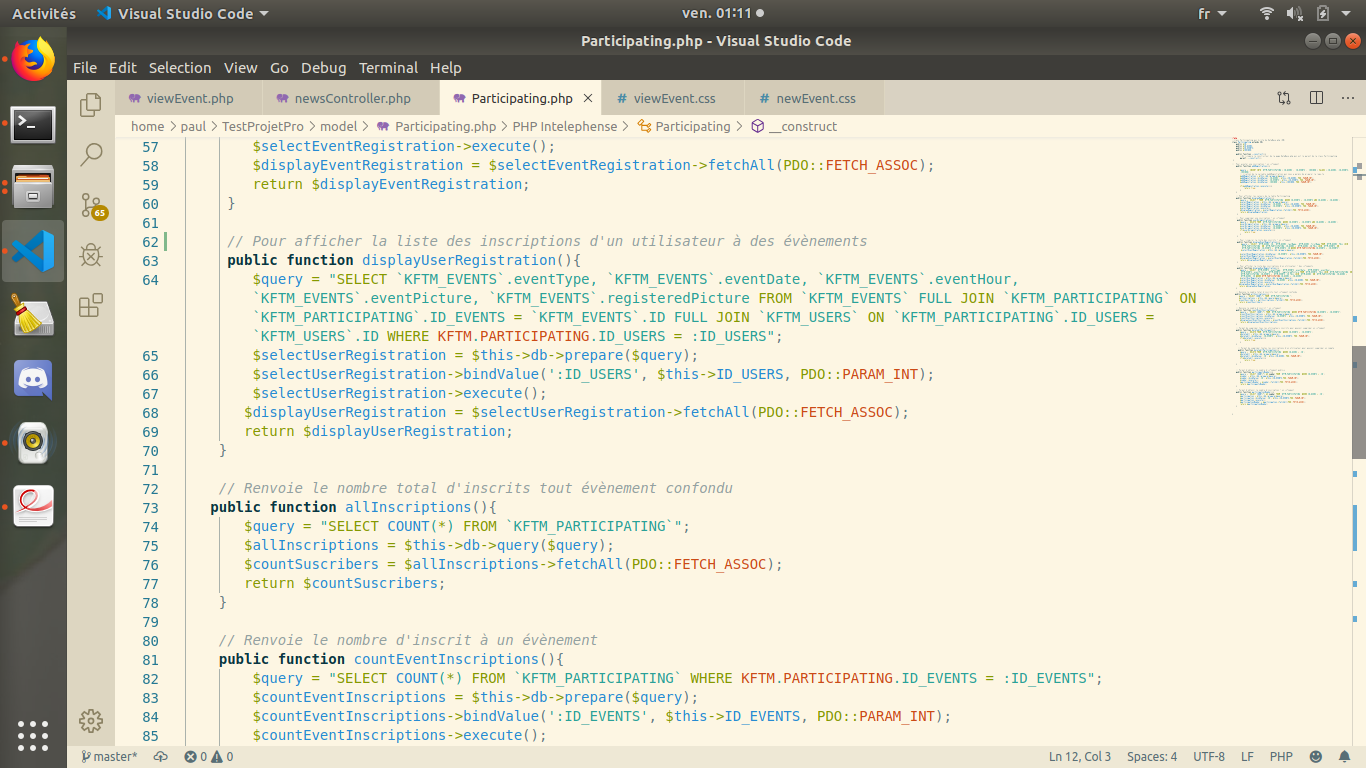 Activités Visual Studio Code ven. 01:11 fr
Participating.php - Visual Studio Code
File Edit Selection View Go Debug Terminal Help
viewEvent.php newsController.php Participating.php viewEvent.css newEvent.css
home > paul > TestProjetPro > model > Participating.php > PHP Intelephense > Participating > __construct
57 $selectEventRegistration->execute();
58 $displayEventRegistration = $selectEventRegistration->fetchAll(PDO::FETCH_ASSOC);
59 return $displayEventRegistration;
60 }
61
62 // Pour afficher la liste des inscriptions d'un utilisateur à des évènements
63 public function displayUserRegistration(){
64 $query = "SELECT `KFTM_EVENTS`.eventType, `KFTM_EVENTS`.eventDate, `KFTM_EVENTS`.eventHour,
`KFTM_EVENTS`.eventPicture, `KFTM_EVENTS`.registeredPicture FROM `KFTM_EVENTS` FULL JOIN `KFTM_PARTICIPATING` ON
`KFTM_PARTICIPATING`.ID_EVENTS = `KFTM_EVENTS`.ID FULL JOIN `KFTM_USERS` ON `KFTM_PARTICIPATING`.ID_USERS =
`KFTM_USERS`.ID WHERE KFTM.PARTICIPATING.ID_USERS = :ID_USERS";
65 $selectUserRegistration = $this->db->prepare($query);
66 $selectUserRegistration->bindValue(':ID_USERS', $this->ID_USERS, PDO::PARAM_INT);
67 $selectUserRegistration->execute();
68 $displayUserRegistration = $selectUserRegistration->fetchAll(PDO::FETCH_ASSOC);
69 return $displayUserRegistration;
70 }
71
72 // Renvoie le nombre total d'inscrits tout évènement confondu
73 public function allInscriptions(){
74 $query = "SELECT COUNT(*) FROM `KFTM_PARTICIPATING`";
75 $allInscriptions = $this->db->query($query);
76 $countSuscribers = $allInscriptions->fetchAll(PDO::FETCH_ASSOC);
77 return $countSuscribers;
78 }
79
80 // Renvoie le nombre d'inscrit à un évènement
81 public function countEventInscriptions(){
82 $query = "SELECT COUNT(*) FROM `KFTM_PARTICIPATING` WHERE KFTM.PARTICIPATING.ID_EVENTS = :ID_EVENTS";
83 $countEventInscriptions = $this->db->prepare($query);
84 $countEventInscriptions->bindValue(':ID_EVENTS', $this->ID_EVENTS, PDO::PARAM_INT);
85 $countEventInscriptions->execute();
65
master* 0 0 Ln 12, Col 3 Spaces: 4 UTF-8 LF PHP